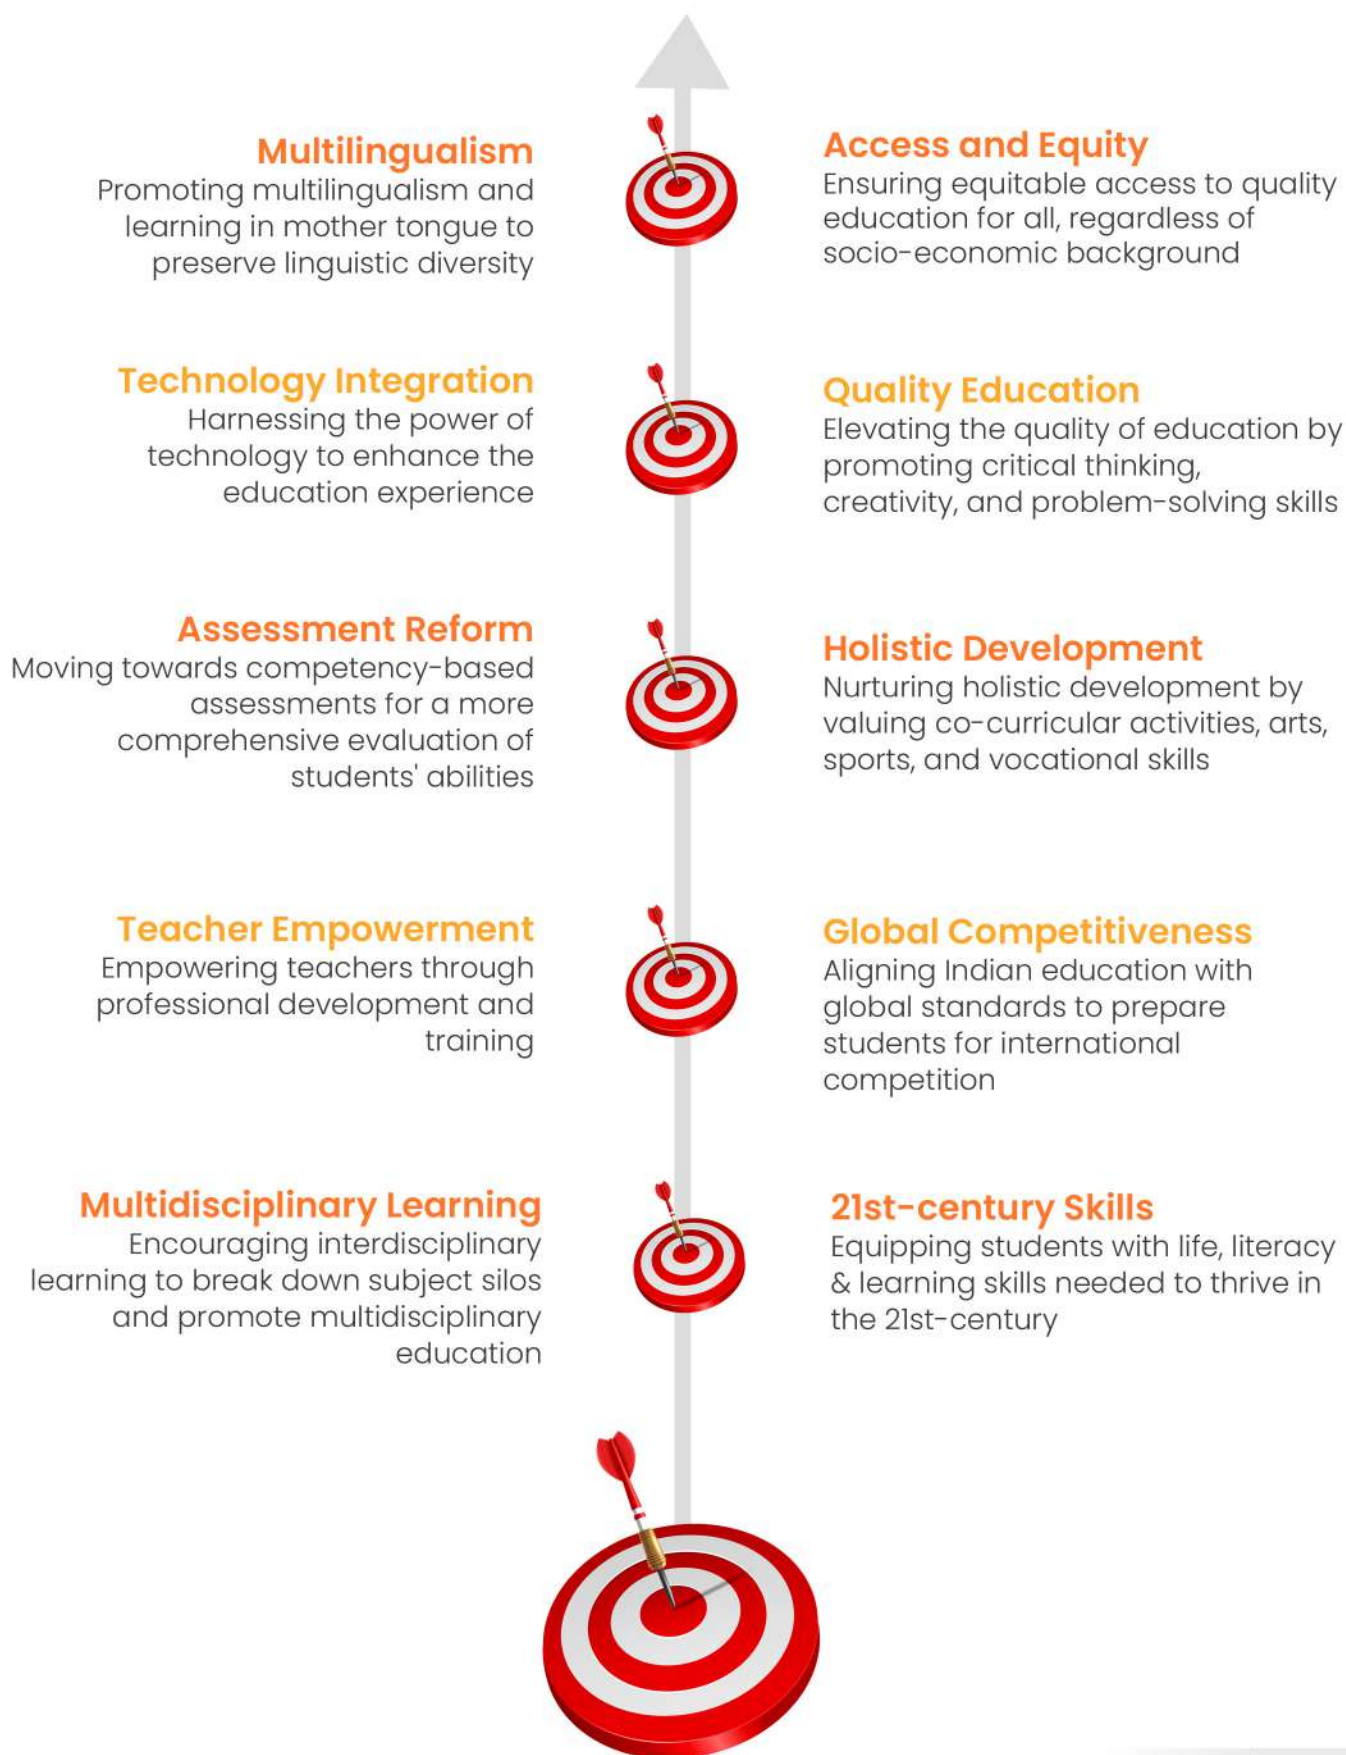 Multilingualism
Promoting multilingualism and
learning in mother tongue to
preserve linguistic diversity
Access and Equity
Ensuring equitable access to quality
education for all, regardless of
socio-economic background
Technology Integration
Harnessing the power of
technology to enhance the
education experience
Quality Education
Elevating the quality of education by
promoting critical thinking,
creativity, and problem-solving skills
Assessment Reform
Moving towards competency-based
assessments for a more
comprehensive evaluation of
students' abilities
Holistic Development
Nurturing holistic development by
valuing co-curricular activities, arts,
sports, and vocational skills
Teacher Empowerment
Empowering teachers through
professional development and
training
Global Competitiveness
Aligning Indian education with
global standards to prepare
students for international
competition
Multidisciplinary Learning
Encouraging interdisciplinary
learning to break down subject silos
and promote multidisciplinary
education
21st-century Skills
Equipping students with life, literacy
& learning skills needed to thrive in
the 21st-century